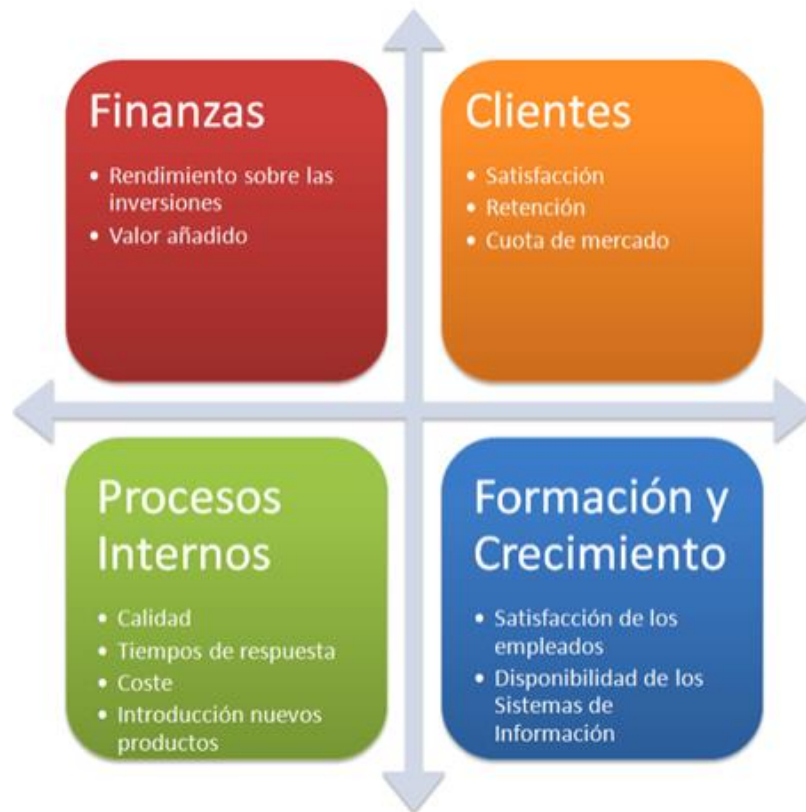 Finanzas
• Rendimiento sobre las
inversiones
• Valor añadido
Clientes
• Satisfacción
• Retención
• Cuota de mercado
Procesos
Internos
• Calidad
• Tiempos de respuesta
• Coste
• Introducción nuevos
productos
Formación y
Crecimiento
• Satisfacción de los
empleados
• Disponibilidad de los
Sistemas de
Información